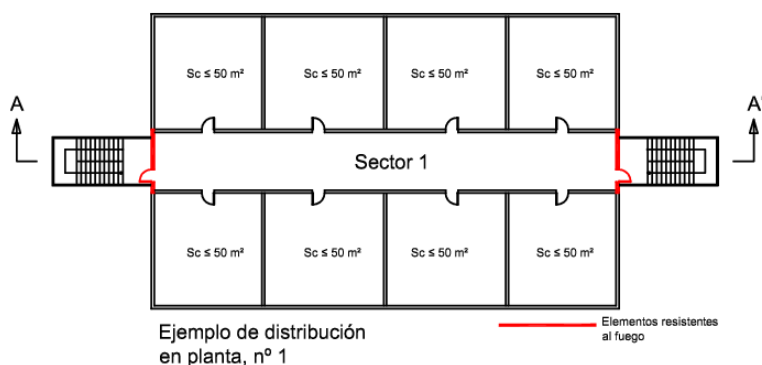 Sc ≤ 50 m² Sc ≤ 50 m² Sc ≤ 50 m² Sc ≤ 50 m²
A A'
Sector 1
Sc ≤ 50 m² Sc ≤ 50 m² Sc ≤ 50 m² Sc ≤ 50 m²
Ejemplo de distribución
en planta, nº 1
Elementos resistentes
al fuego